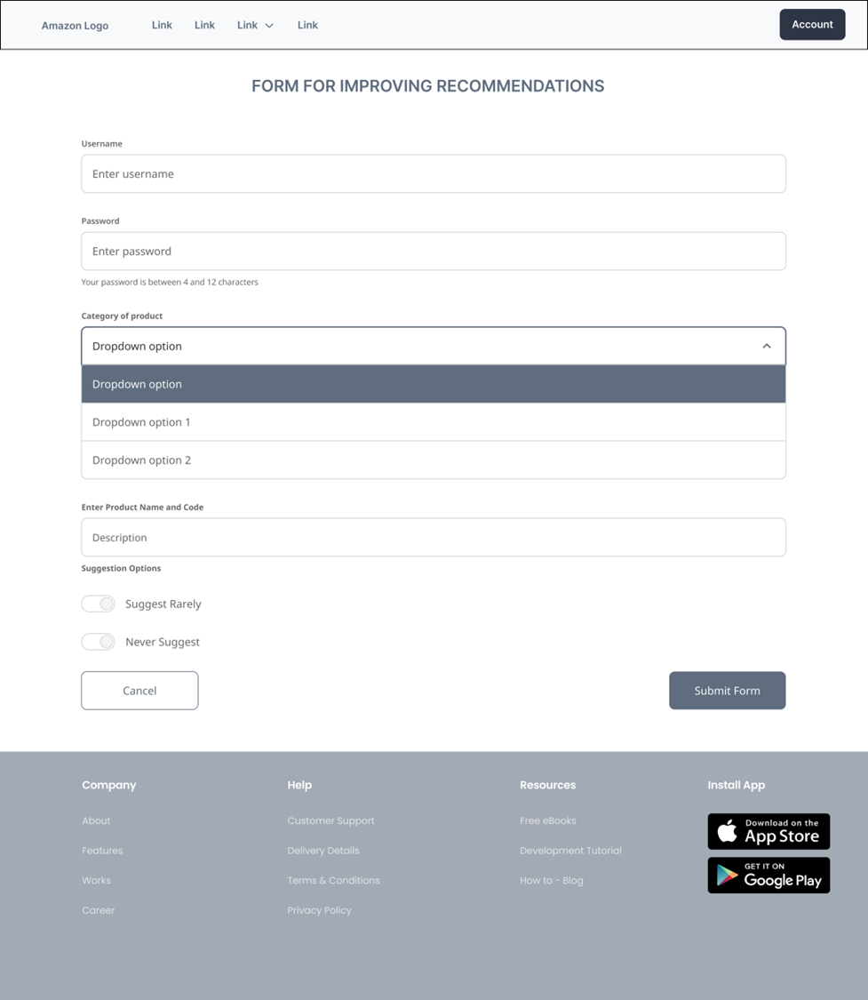 Amazon Logo Link Link Link Link Account
FORM FOR IMPROVING RECOMMENDATIONS
Username
Enter username
Password
Enter password
Your password is between 4 and 12 characters
Category of product
Dropdown option
Dropdown option
Dropdown option 1
Dropdown option 2
Enter Product Name and Code
Description
Suggestion Options
Suggest Rarely
Never Suggest
Cancel Submit Form
Company Help Resources Install App
About Customer Support Free eBooks
Download on the
App Store
Features Delivery Details Development Tutorial
GET IT ON
Google Play
Works Terms & Conditions How to - Blog
Career Privacy Policy